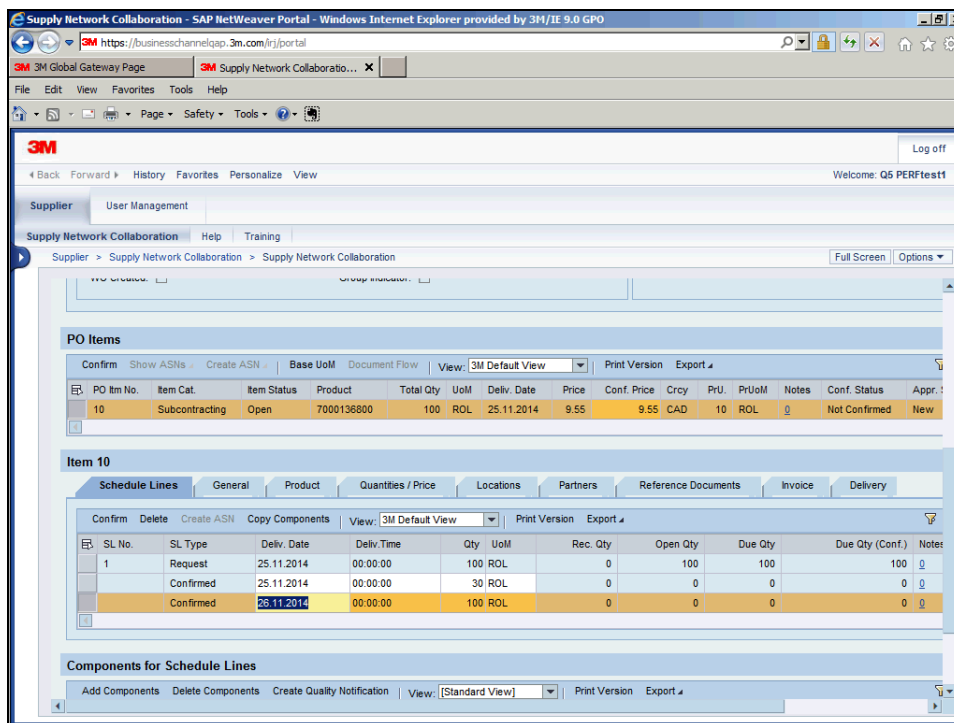 Supply Network Collaboration - SAP NetWeaver Portal - Windows Internet Explorer provided by 3M/IE 9.0 GPO
3M https://businesschannelqap.3m.com/irj/portal
3M 3M Global Gateway Page 3M Supply Network Collaboratio... X
File Edit View Favorites Tools Help
Page Safety Tools
3M Log off
Back Forward History Favorites Personalize View Welcome: Q5 PERFtest1
Supplier User Management
Supply Network Collaboration Help Training
Supplier > Supply Network Collaboration > Supply Network Collaboration Full Screen Options
WO Created: Group Indicator:
PO Items
Confirm Show ASNs Create ASN Base UoM Document Flow View: 3M Default View Print Version Export
PO Itm No. Item Cat. Item Status Product Total Qty UoM Deliv. Date Price Conf. Price Crcy PrU. PrUoM Notes Conf. Status Appr.
10 Subcontracting Open 7000136800 100 ROL 25.11.2014 9.55 9.55 CAD 10 ROL 0 Not Confirmed New
Item 10
Schedule Lines General Product Quantities / Price Locations Partners Reference Documents Invoice Delivery
Confirm Delete Create ASN Copy Components View: 3M Default View Print Version Export
SL No. SL Type Deliv. Date Deliv.Time Qty UoM Rec. Qty Open Qty Due Qty Due Qty (Conf.) Notes
1 Request 25.11.2014 00:00:00 100 ROL 0 100 100 100 0
Confirmed 25.11.2014 00:00:00 30 ROL 0 0 0 0 0
Confirmed 26.11.2014 00:00:00 100 ROL 0 0 0 0 0
Components for Schedule Lines
Add Components Delete Components Create Quality Notification View: [Standard View] Print Version Export